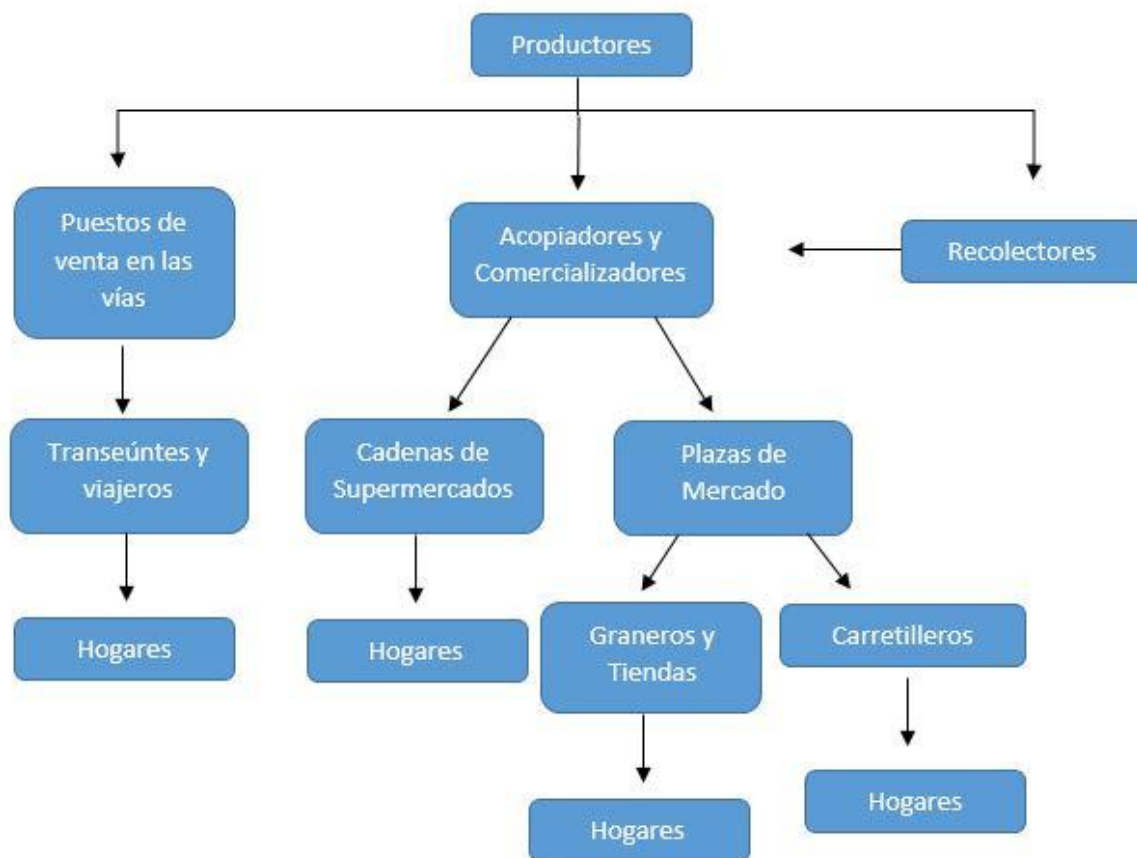 Productores
Puestos de
venta en las
vías
Acopiadores y
Comercializadores
Recolectores
Transeúntes y
viajeros
Cadenas de
Supermercados
Plazas de
Mercado
Hogares
Hogares
Graneros y
Tiendas
Carretilleros
Hogares
Hogares